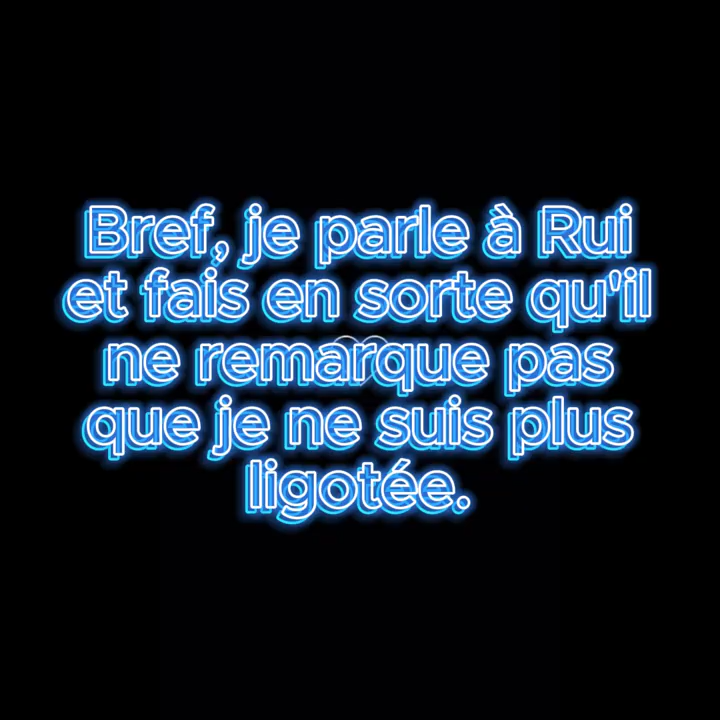 Bref, je parle à Rui
et fais en sorte qu'il
ne remarque pas
que je ne suis plus
ligotée.